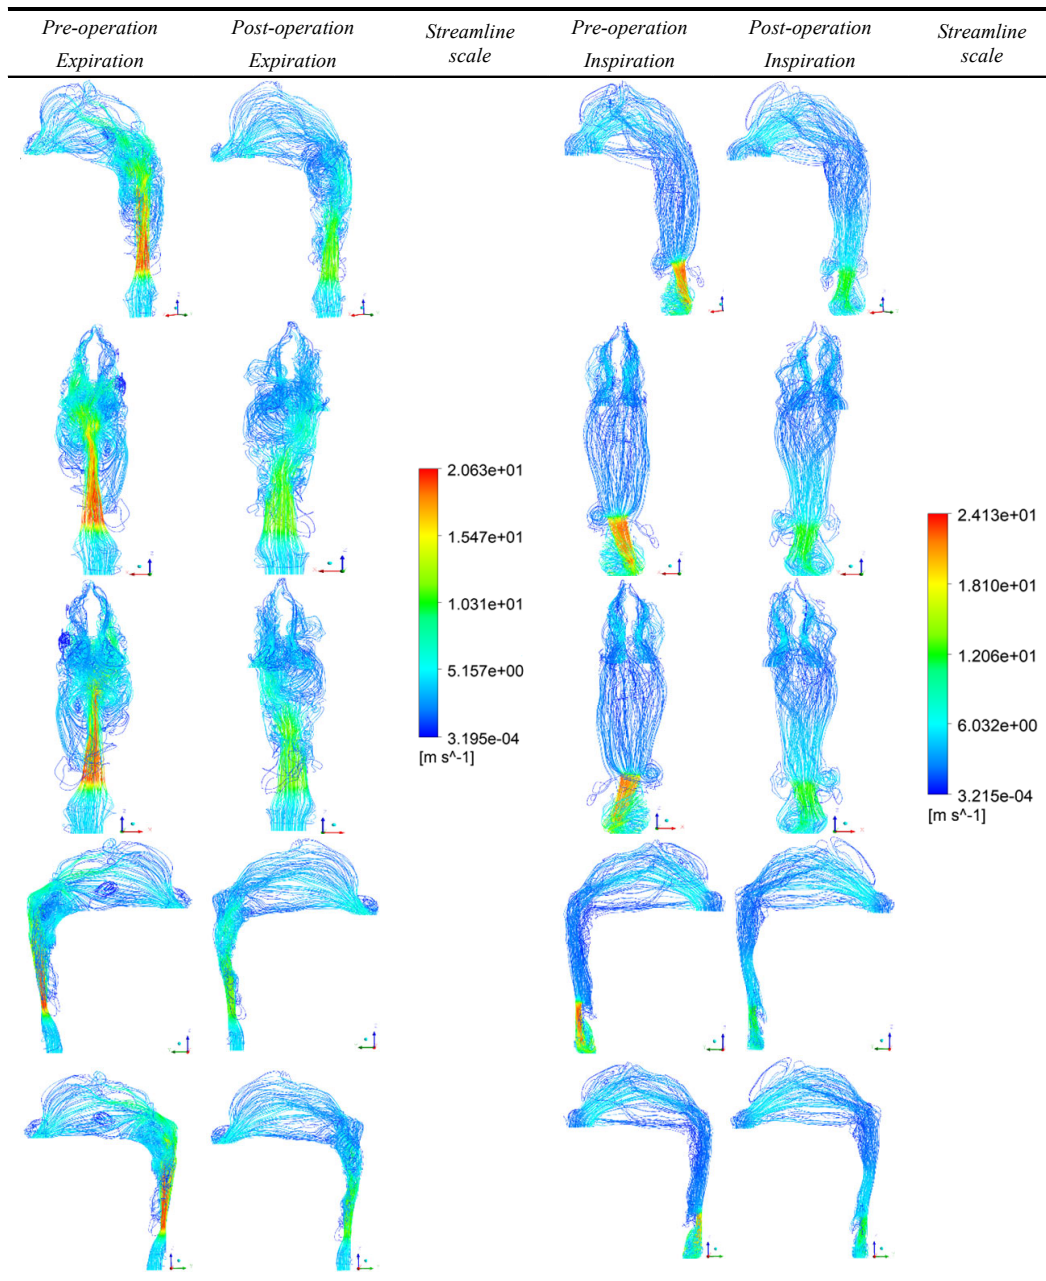 Pre-operation
Expiration
Post-operation
Expiration
Streamline
scale
Pre-operation
Inspiration
Post-operation
Inspiration
Streamline
scale
2.063e+01
1.547e+01
1.031e+01
5.157e+00
3.195e-04
[m s^-1]
2.413e+01
1.810e+01
1.206e+01
6.032e+00
3.215e-04
[m s^-1]